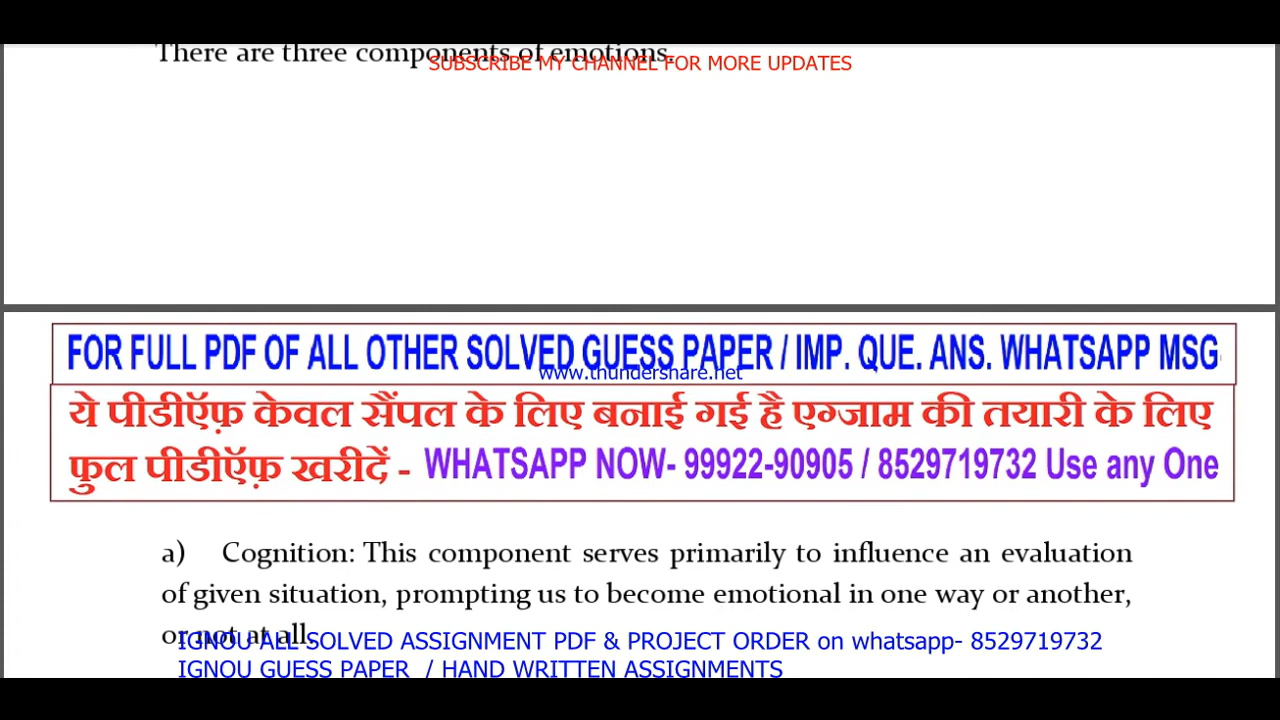 There are three components of emotions.
SUBSCRIBE MY CHANNEL FOR MORE UPDATES
FOR FULL PDF OF ALL OTHER SOLVED GUESS PAPER / IMP. QUE. ANS. WHATSAPP MSG
www.thundershare.net
ये पीडीऍफ़ केवल सैंपल के लिए बनाई गई है एग्जाम की तयारी के लिए
फुल पीडीऍफ़ खरीदें - WHATSAPP NOW- 99922-90905 / 8529719732 Use any One
a) Cognition: This component serves primarily to influence an evaluation
of given situation, prompting us to become emotional in one way or another,
or not at all.
IGNOU ALL SOLVED ASSIGNMENT PDF & PROJECT ORDER on whatsapp- 8529719732
IGNOU GUESS PAPER / HAND WRITTEN ASSIGNMENTS